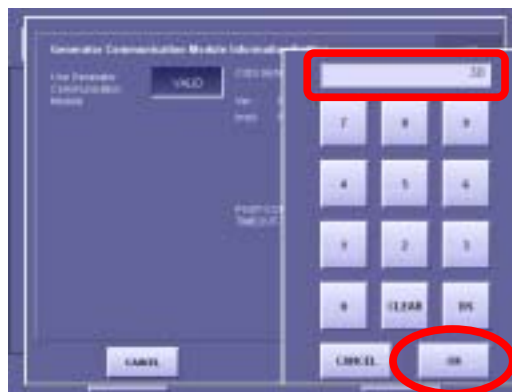 Generator Communication Module Information
Use Generator
Communication
Module
VALID
30
7 8 9
4 5 6
1 2 3
0 CLEAR BS
CANCEL
CANCEL OK